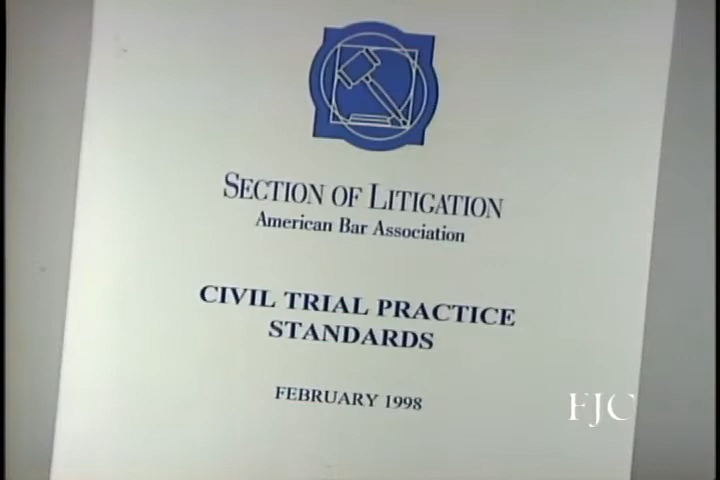 SECTION OF LITIGATION
American Bar Association
CIVIL TRIAL PRACTICE
STANDARDS
FEBRUARY 1998
FJC